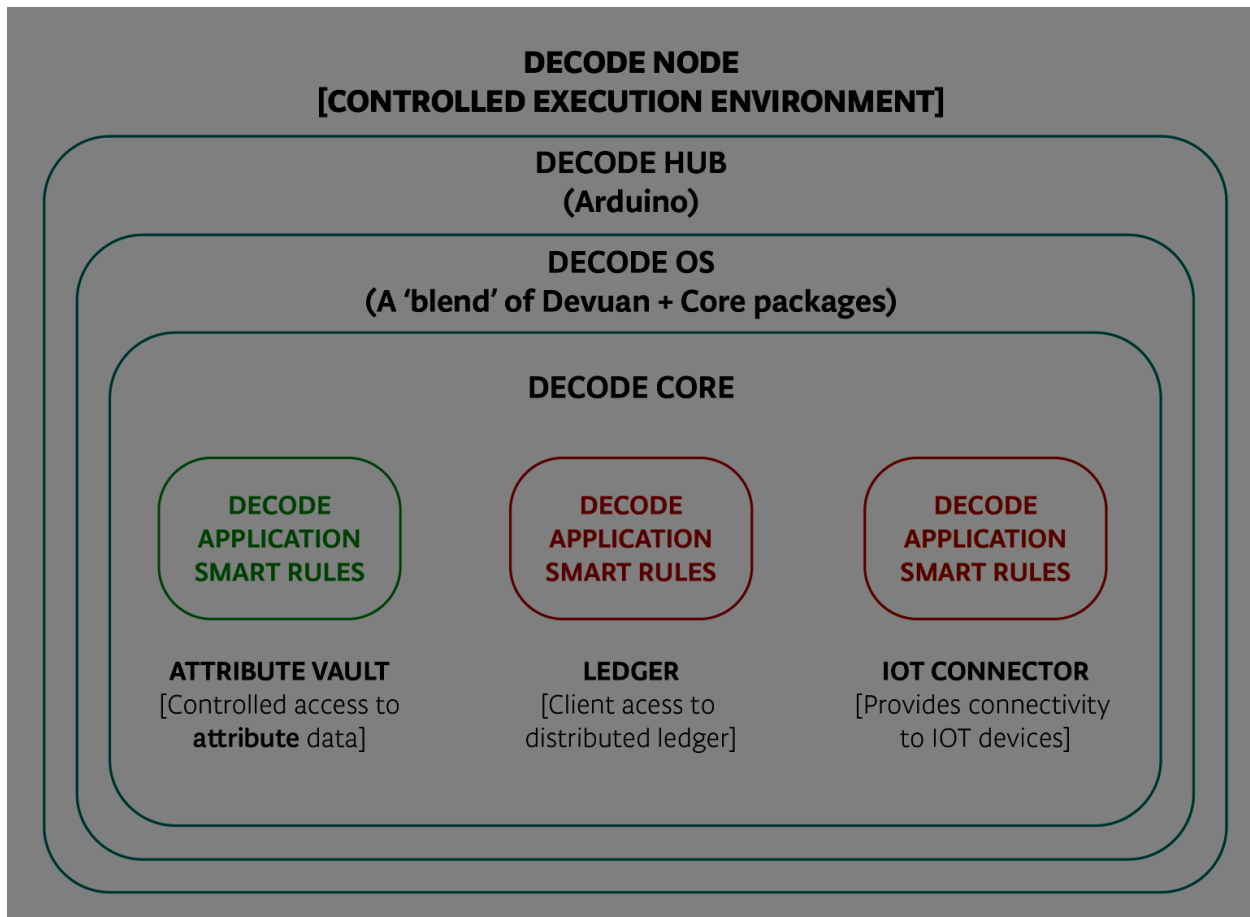 DECODE NODE
[CONTROLLED EXECUTION ENVIRONMENT]
DECODE HUB
(Arduino)
DECODE OS
(A ‘blend’ of Devuan + Core packages)
DECODE CORE
DECODE
APPLICATION
SMART RULES
DECODE
APPLICATION
SMART RULES
DECODE
APPLICATION
SMART RULES
ATTRIBUTE VAULT
[Controlled access to
attribute data]
LEDGER
[Client acess to
distributed ledger]
IOT CONNECTOR
[Provides connectivity
to IOT devices]